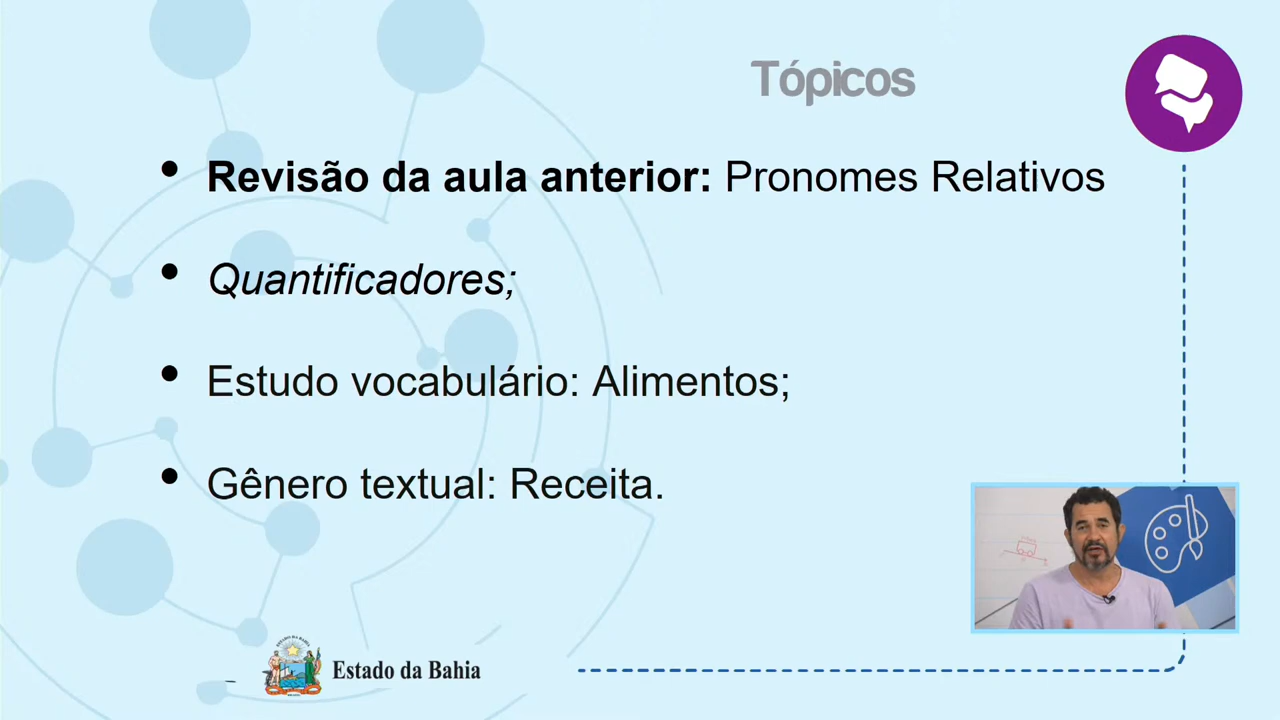 Tópicos
• Revisão da aula anterior: Pronomes Relativos
• Quantificadores;
• Estudo vocabulário: Alimentos;
• Gênero textual: Receita.
Estado da Bahia